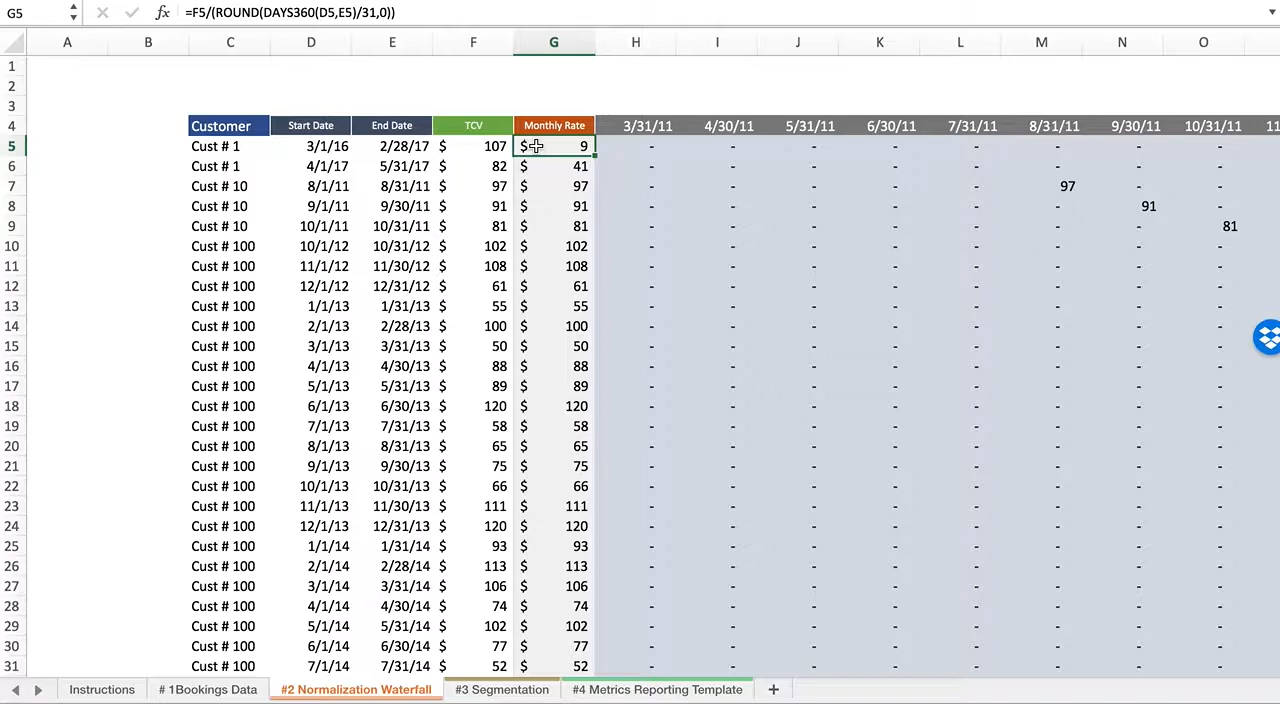 G5 fx =F5/(ROUND(DAYS360(D5,E5)/31,0))
A B C D E F G H I J K L M N O
1
2
3
4 Customer Start Date End Date TCV Monthly Rate 3/31/11 4/30/11 5/31/11 6/30/11 7/31/11 8/31/11 9/30/11 10/31/11 11
5 Cust # 1 3/1/16 2/28/17 $ 107 $ 9 - - - - - - - -
6 Cust # 1 4/1/17 5/31/17 $ 82 $ 41 - - - - - - - -
7 Cust # 10 8/1/11 8/31/11 $ 97 $ 97 - - - - - 97 - -
8 Cust # 10 9/1/11 9/30/11 $ 91 $ 91 - - - - - - 91 -
9 Cust # 10 10/1/11 10/31/11 $ 81 $ 81 - - - - - - - 81
10 Cust # 100 10/1/12 10/31/12 $ 102 $ 102 - - - - - - - -
11 Cust # 100 11/1/12 11/30/12 $ 108 $ 108 - - - - - - - -
12 Cust # 100 12/1/12 12/31/12 $ 61 $ 61 - - - - - - - -
13 Cust # 100 1/1/13 1/31/13 $ 55 $ 55 - - - - - - - -
14 Cust # 100 2/1/13 2/28/13 $ 100 $ 100 - - - - - - - -
15 Cust # 100 3/1/13 3/31/13 $ 50 $ 50 - - - - - - - -
16 Cust # 100 4/1/13 4/30/13 $ 88 $ 88 - - - - - - - -
17 Cust # 100 5/1/13 5/31/13 $ 89 $ 89 - - - - - - - -
18 Cust # 100 6/1/13 6/30/13 $ 120 $ 120 - - - - - - - -
19 Cust # 100 7/1/13 7/31/13 $ 58 $ 58 - - - - - - - -
20 Cust # 100 8/1/13 8/31/13 $ 65 $ 65 - - - - - - - -
21 Cust # 100 9/1/13 9/30/13 $ 75 $ 75 - - - - - - - -
22 Cust # 100 10/1/13 10/31/13 $ 66 $ 66 - - - - - - - -
23 Cust # 100 11/1/13 11/30/13 $ 111 $ 111 - - - - - - - -
24 Cust # 100 12/1/13 12/31/13 $ 120 $ 120 - - - - - - - -
25 Cust # 100 1/1/14 1/31/14 $ 93 $ 93 - - - - - - - -
26 Cust # 100 2/1/14 2/28/14 $ 113 $ 113 - - - - - - - -
27 Cust # 100 3/1/14 3/31/14 $ 106 $ 106 - - - - - - - -
28 Cust # 100 4/1/14 4/30/14 $ 74 $ 74 - - - - - - - -
29 Cust # 100 5/1/14 5/31/14 $ 102 $ 102 - - - - - - - -
30 Cust # 100 6/1/14 6/30/14 $ 77 $ 77 - - - - - - - -
31 Cust # 100 7/1/14 7/31/14 $ 52 $ 52 - - - - - - - -
Instructions # 1Bookings Data #2 Normalization Waterfall #3 Segmentation #4 Metrics Reporting Template +